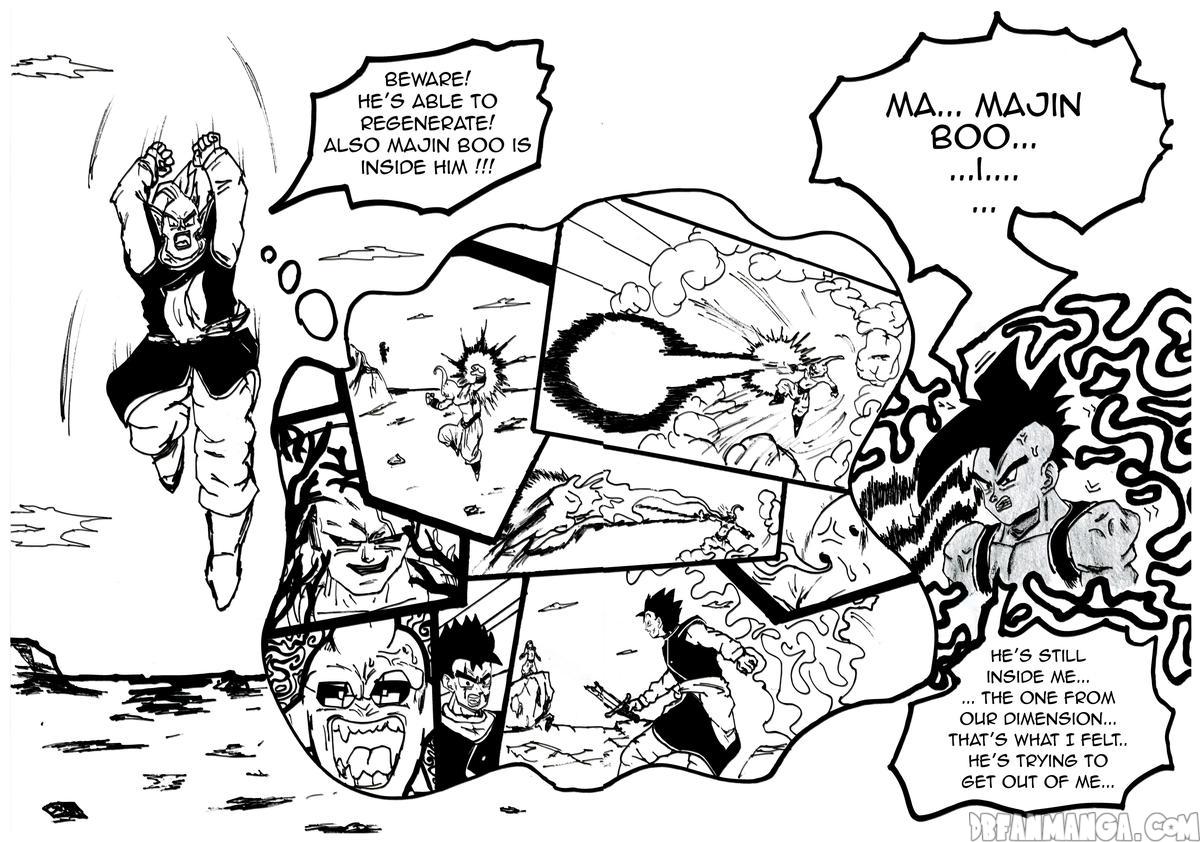 BEWARE!
HE'S ABLE TO
REGENERATE!
ALSO MAJIN BOO IS
INSIDE HIM !!!
MA... MAJIN
BOO...
...I....
...
HE'S STILL
INSIDE ME...
... THE ONE FROM
OUR DIMENSION...
THAT'S WHAT I FELT..
HE'S TRYING TO
GET OUT OF ME...
DBFANMANGA.COM